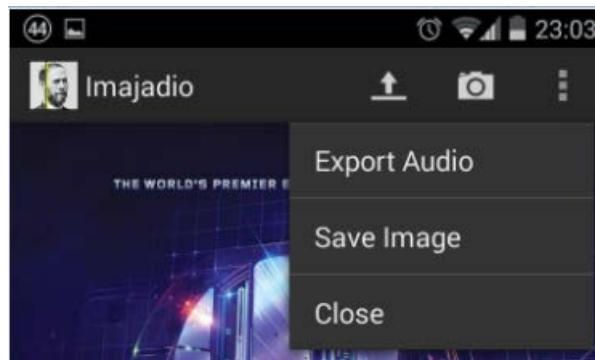 44 23:03
Imajadio
Export Audio
THE WORLD'S PREMIER E
Save Image
Close